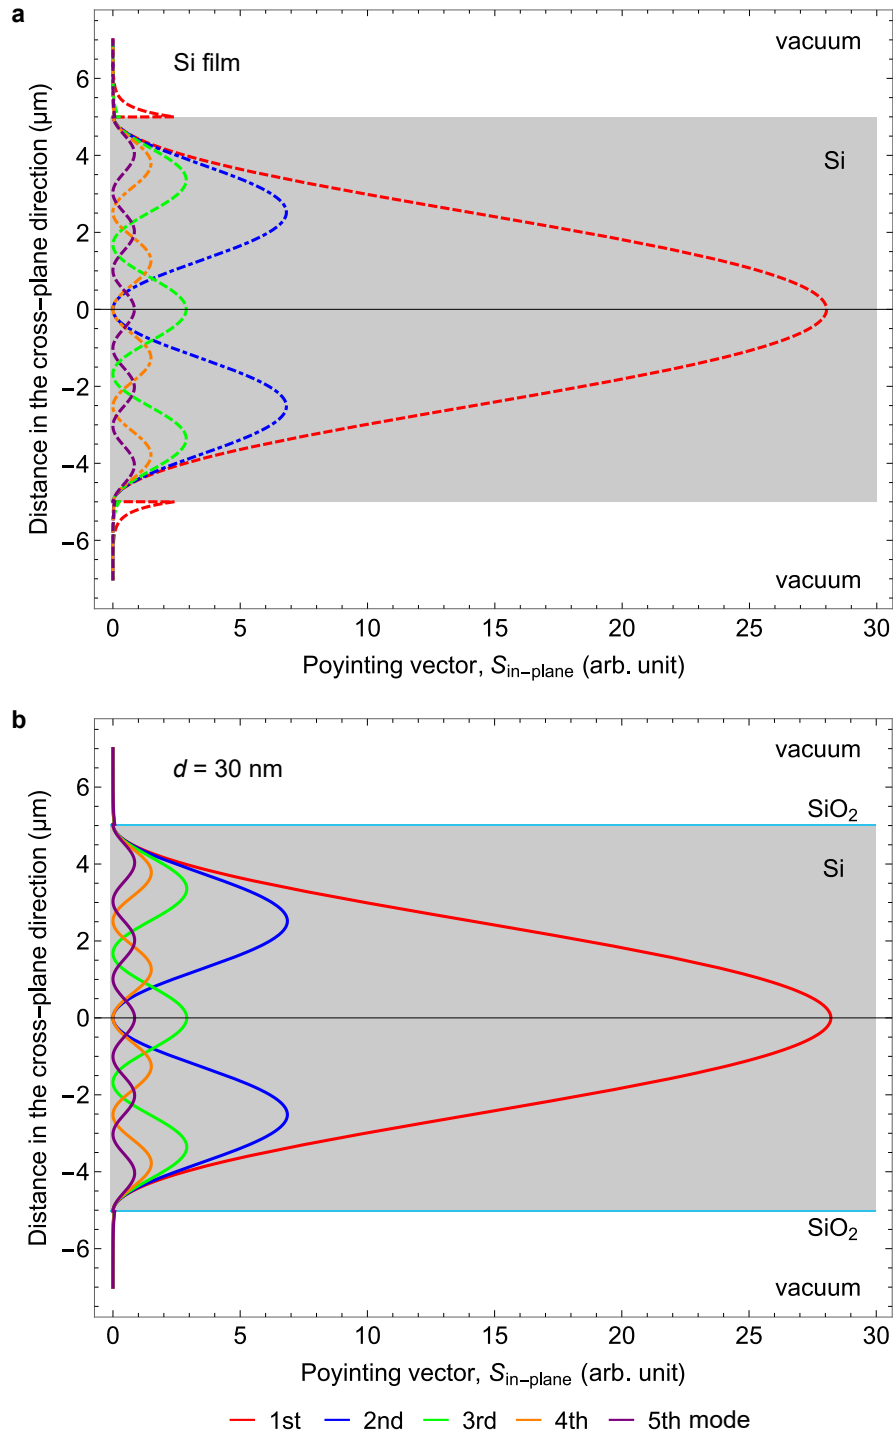 a
vacuum
Si film
Si
vacuum
Distance in the cross-plane direction (μm)
6
4
2
0
−2
−4
−6
0 5 10 15 20 25 30
Poyinting vector, Sin−plane (arb. unit)
b
vacuum
d = 30 nm
SiO2
Si
SiO2
vacuum
Distance in the cross-plane direction (μm)
6
4
2
0
−2
−4
−6
0 5 10 15 20 25 30
Poyinting vector, Sin−plane (arb. unit)
1st 2nd 3rd 4th 5th mode